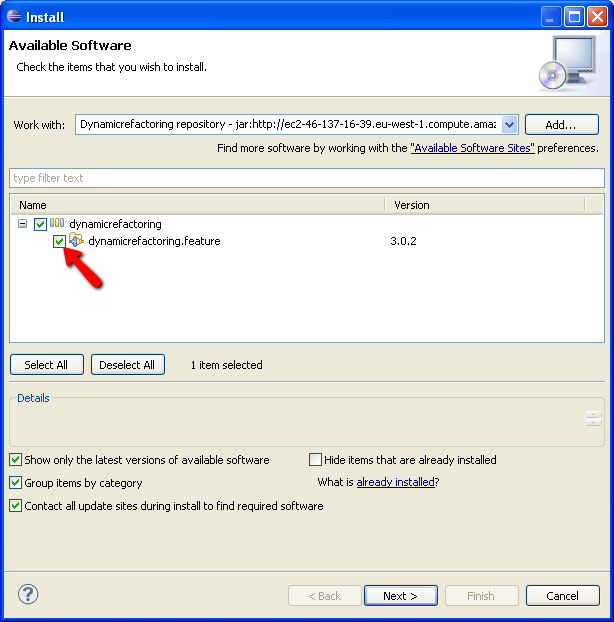 Install
Available Software
Check the items that you wish to install.
Work with: Dynamicrefactoring repository - jar:http://ec2-46-137-16-39.eu-west-1.compute.amaz Add...
Find more software by working with the "Available Software Sites" preferences.
type filter text
Name Version
dynamicrefactoring
dynamicrefactoring.feature 3.0.2
Select All Deselect All 1 item selected
Details
Show only the latest versions of available software Hide items that are already installed
Group items by category What is already installed?
Contact all update sites during install to find required software
? < Back Next > Finish Cancel